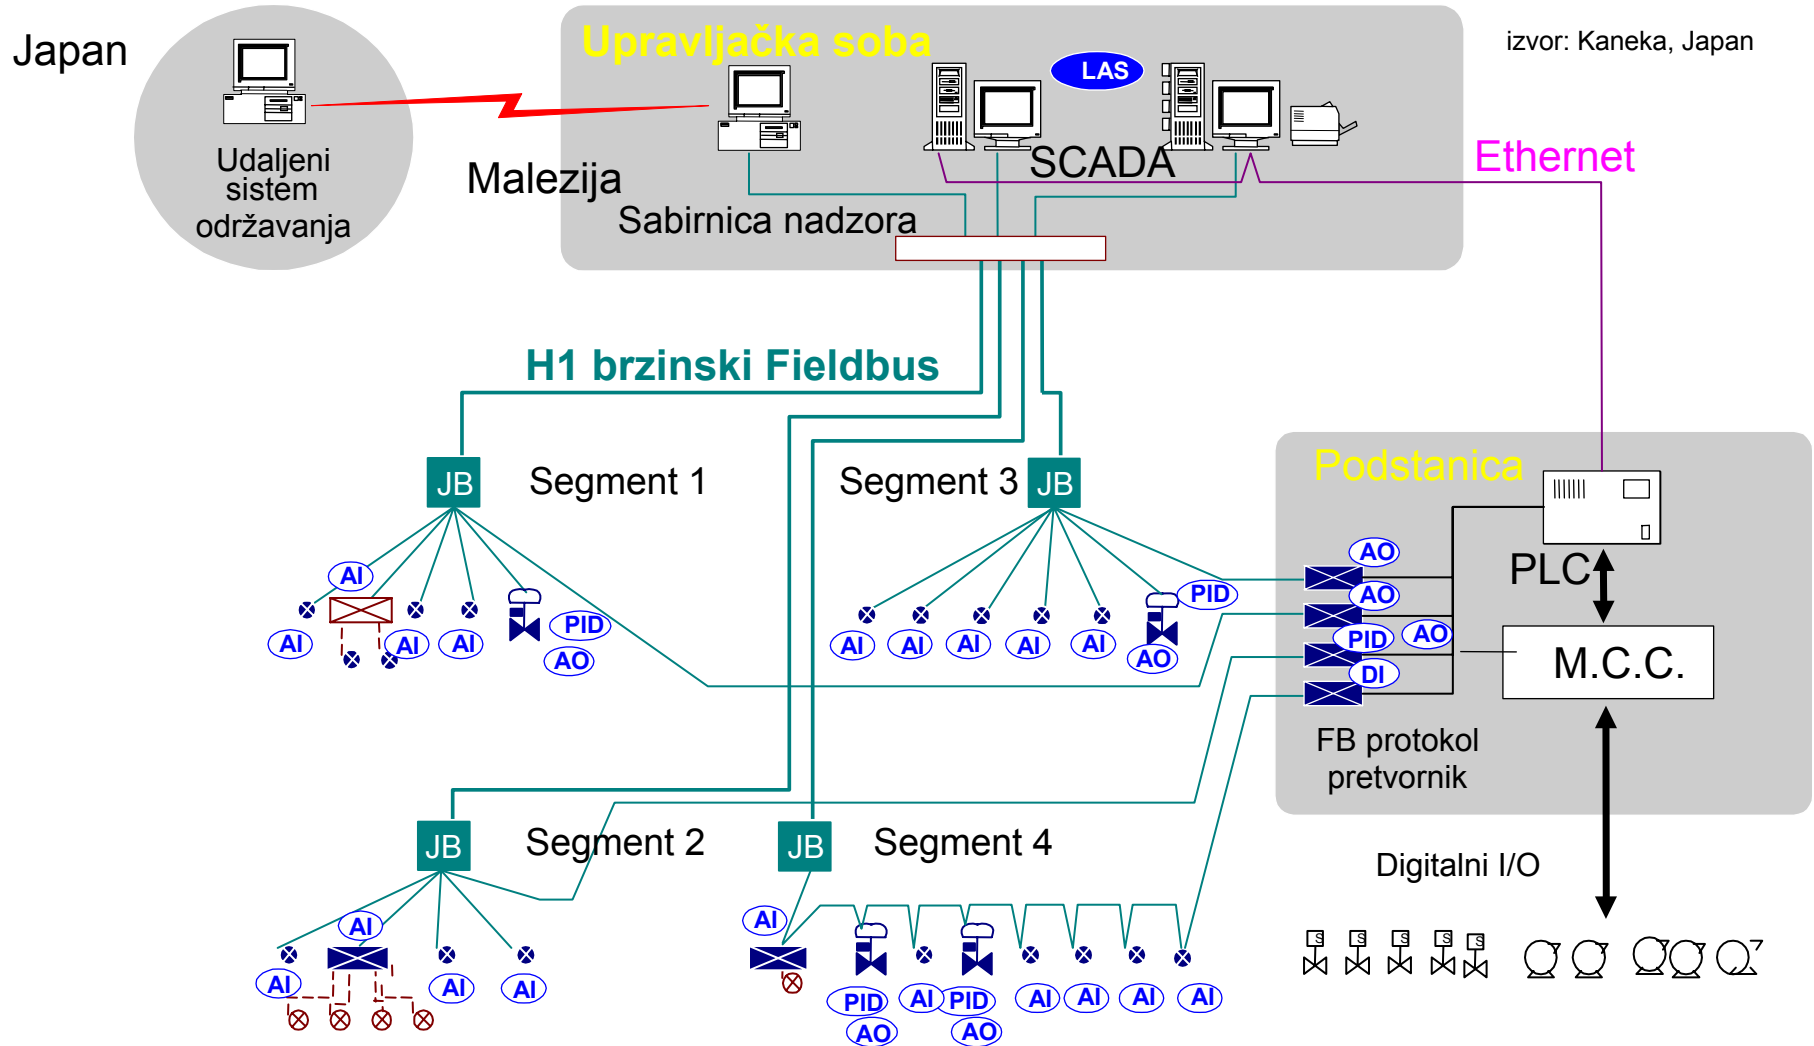 Japan
Upravljačka soba
izvor: Kaneka, Japan
LAS
Udaljeni
sistem
održavanja
Malezija
SCADA
Ethernet
Sabirnica nadzora
H1 brzinski Fieldbus
JB
Segment 1
Segment 3
JB
Podstanica
AI
AI
AI
AI
PID
AO
AI
AI
AI
AI
AI
PID
AO
AO
AO
PID
AO
DI
PLC
M.C.C.
FB protokol
pretvornik
JB
Segment 2
JB
Segment 4
Digitalni I/O
AI
AI
AI
AI
AI
PID
AO
AI
PID
AO
AI
AI
AI
AI
S
S
S
S
S